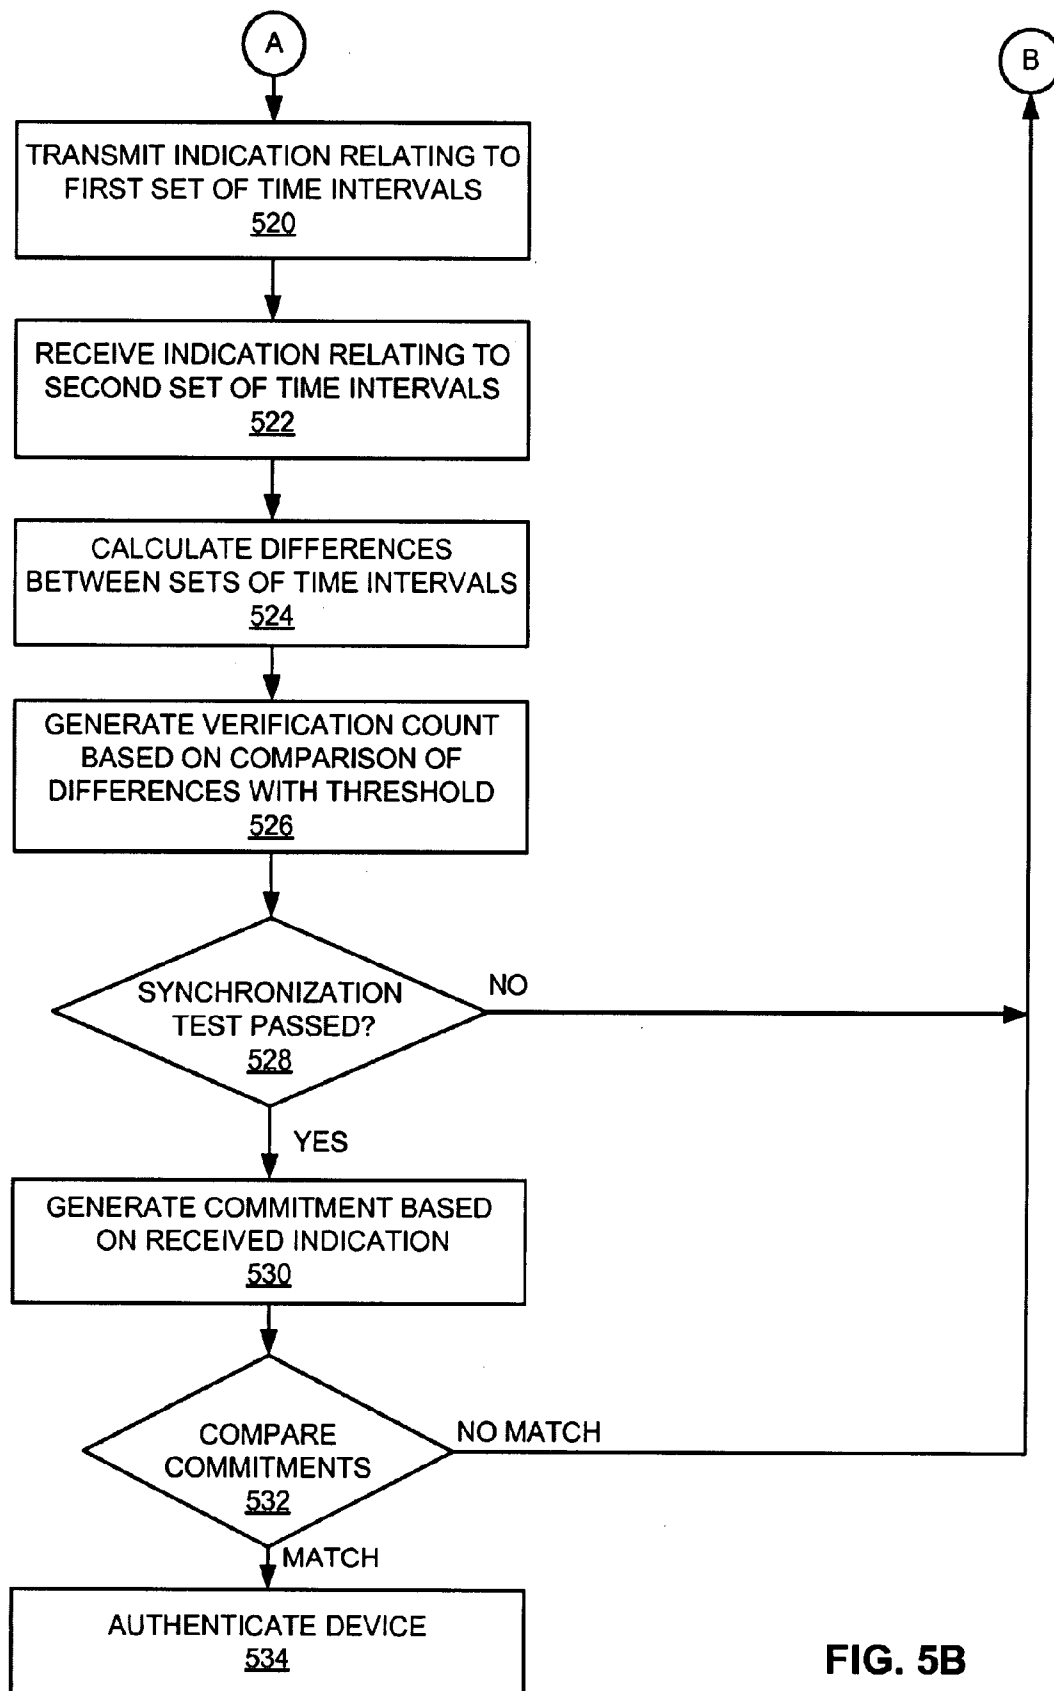 A
B
TRANSMIT INDICATION RELATING TO
FIRST SET OF TIME INTERVALS
520
RECEIVE INDICATION RELATING TO
SECOND SET OF TIME INTERVALS
522
CALCULATE DIFFERENCES
BETWEEN SETS OF TIME INTERVALS
524
GENERATE VERIFICATION COUNT
BASED ON COMPARISON OF
DIFFERENCES WITH THRESHOLD
526
SYNCHRONIZATION
TEST PASSED?
528
NO
YES
GENERATE COMMITMENT BASED
ON RECEIVED INDICATION
530
COMPARE
COMMITMENTS
532
NO MATCH
MATCH
AUTHENTICATE DEVICE
534
FIG. 5B